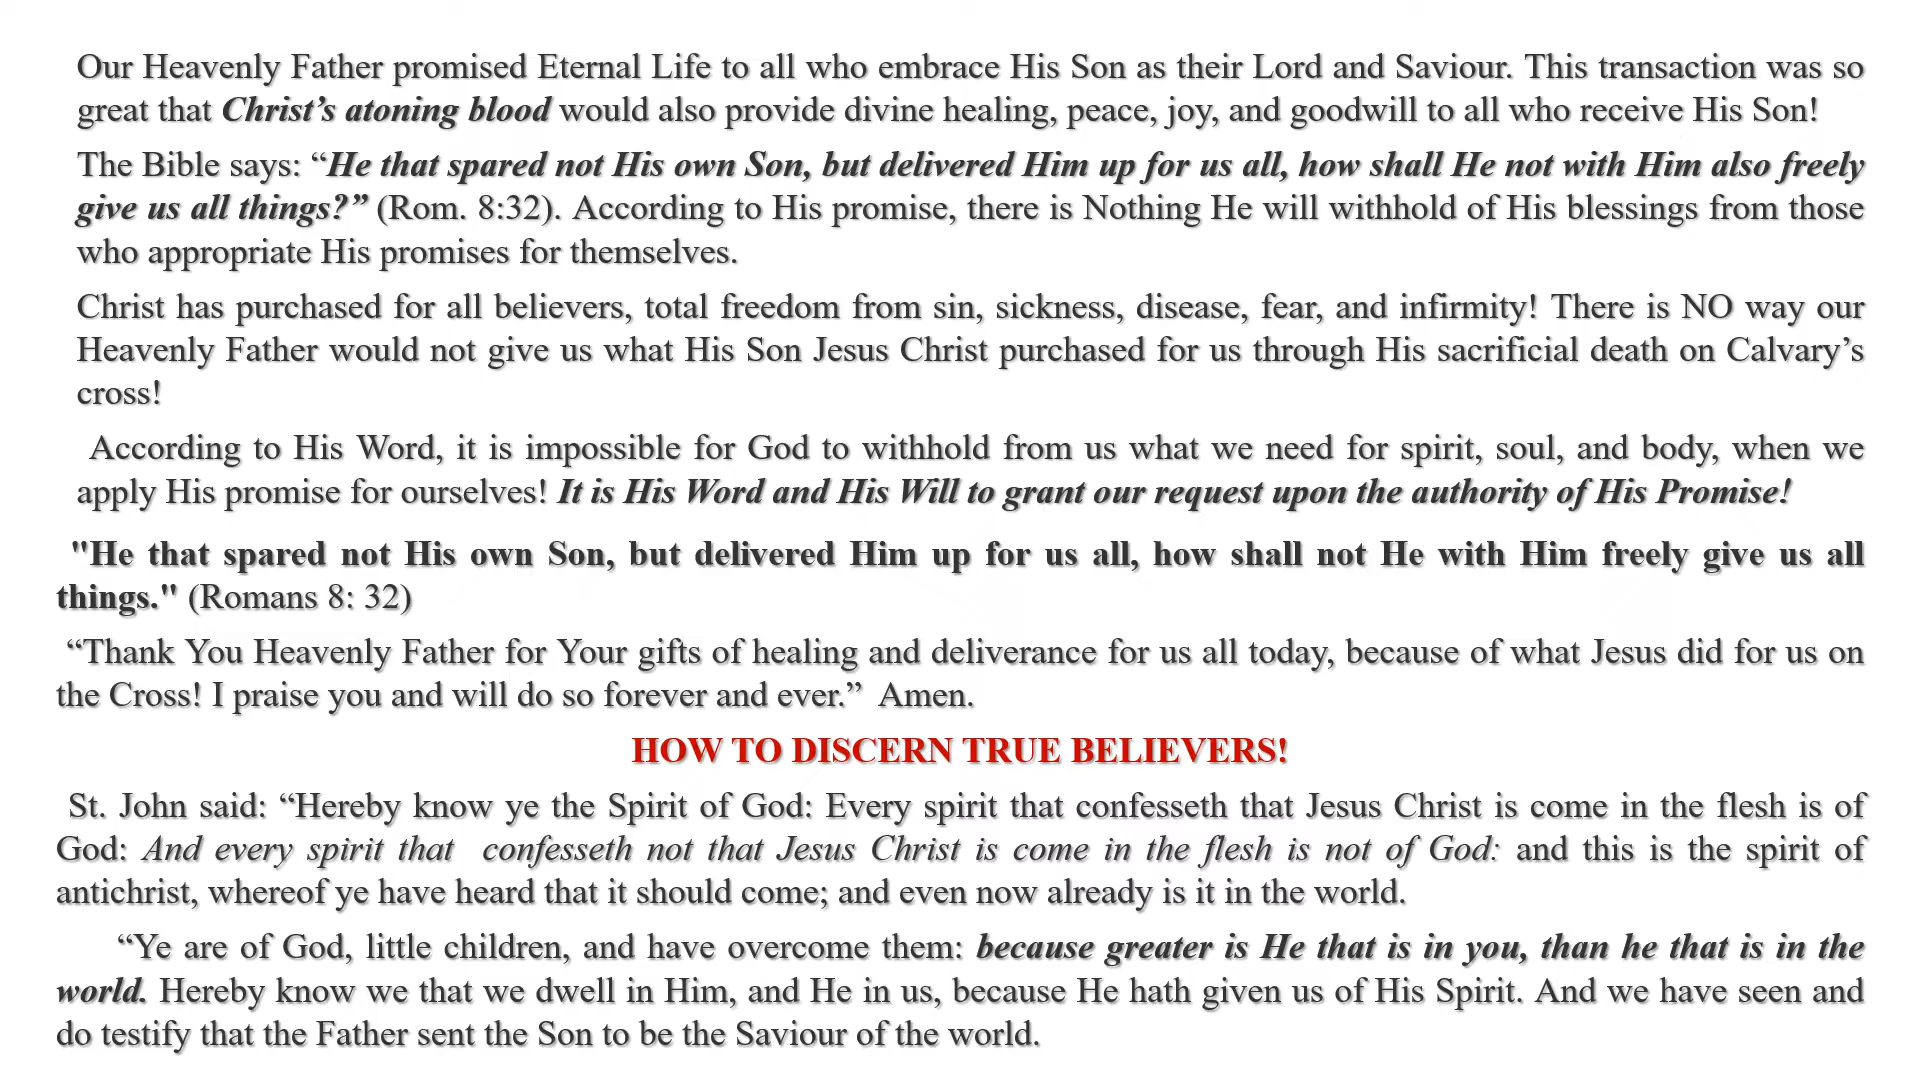 Our Heavenly Father promised Eternal Life to all who embrace His Son as their Lord and Saviour. This transaction was so
great that Christ’s atoning blood would also provide divine healing, peace, joy, and goodwill to all who receive His Son!
The Bible says: “He that spared not His own Son, but delivered Him up for us all, how shall He not with Him also freely
give us all things?” (Rom. 8:32). According to His promise, there is Nothing He will withhold of His blessings from those
who appropriate His promises for themselves.
Christ has purchased for all believers, total freedom from sin, sickness, disease, fear, and infirmity! There is NO way our
Heavenly Father would not give us what His Son Jesus Christ purchased for us through His sacrificial death on Calvary’s
cross!
According to His Word, it is impossible for God to withhold from us what we need for spirit, soul, and body, when we
apply His promise for ourselves! It is His Word and His Will to grant our request upon the authority of His Promise!
"He that spared not His own Son, but delivered Him up for us all, how shall not He with Him freely give us all
things." (Romans 8: 32)
“Thank You Heavenly Father for Your gifts of healing and deliverance for us all today, because of what Jesus did for us on
the Cross! I praise you and will do so forever and ever.” Amen.
HOW TO DISCERN TRUE BELIEVERS!
St. John said: “Hereby know ye the Spirit of God: Every spirit that confesseth that Jesus Christ is come in the flesh is of
God: And every spirit that confesseth not that Jesus Christ is come in the flesh is not of God: and this is the spirit of
antichrist, whereof ye have heard that it should come; and even now already is it in the world.
“Ye are of God, little children, and have overcome them: because greater is He that is in you, than he that is in the
world. Hereby know we that we dwell in Him, and He in us, because He hath given us of His Spirit. And we have seen and
do testify that the Father sent the Son to be the Saviour of the world.